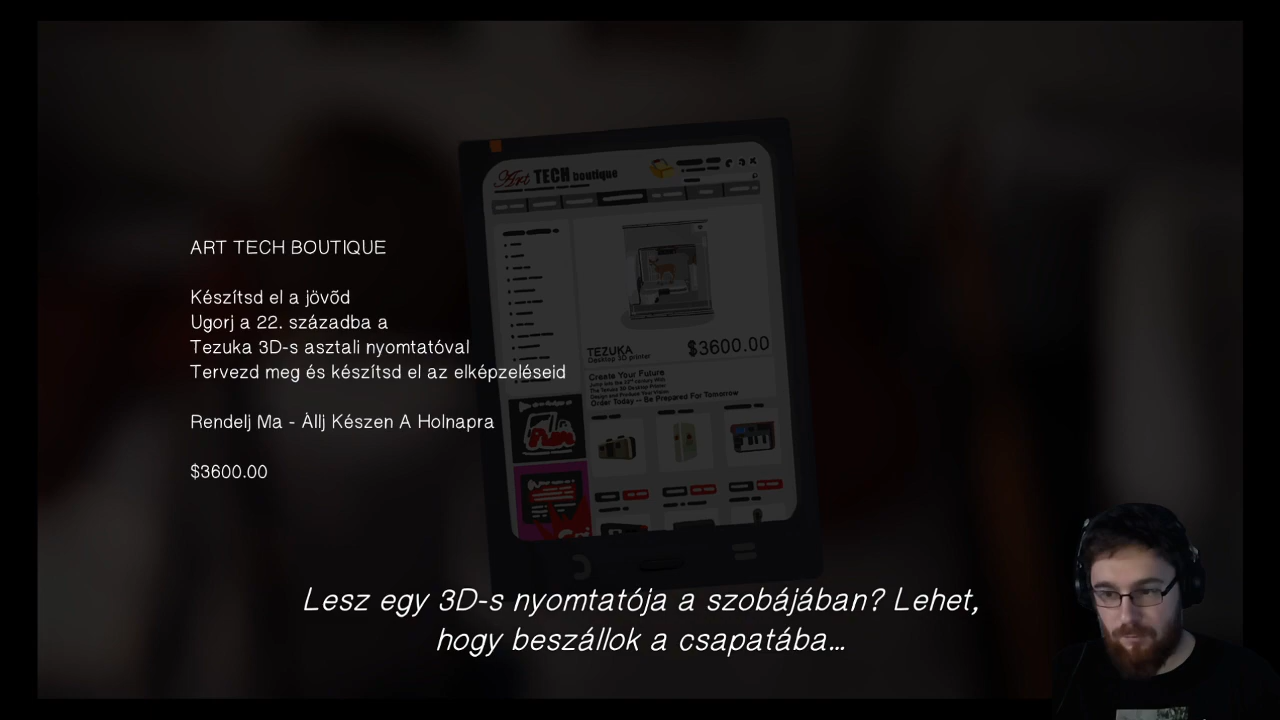 Art TECH boutique
TEZUKA
Desktop 3D printer
$3600.00
Create Your Future
Order Today — Be Prepared For Tomorrow
ART TECH BOUTIQUE
Készítsd el a jövõd
Ugorj a 22. századba a
Tezuka 3D-s asztali nyomtatóval
Tervezd meg és készítsd el az elképzeléseid
Rendelj Ma - Àllj Készen A Holnapra
$3600.00
Lesz egy 3D-s nyomtatója a szobájában? Lehet,
hogy beszállok a csapatába...